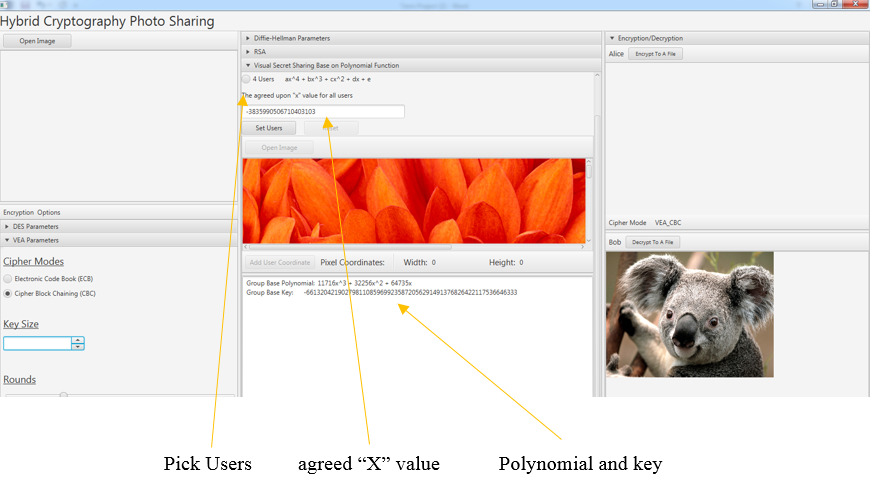 Hybrid Cryptography Photo Sharing
Open Image
Encryption Options
DES Parameters
VEA Parameters
Cipher Modes
Electronic Code Book (ECB)
Cipher Block Chaining (CBC)
Key Size
Rounds
Diffie-Hellman Parameters
RSA
Visual Secret Sharing Base on Polynomial Function
4 Users ax^4 + bx^3 + cx^2 + dx + e
The agreed upon "x" value for all users
-3835990506710403103
Set Users
Open Image
Add User Coordinate Pixel Coordinates: Width: 0 Height: 0
Group Base Polynomial: 11716x^3 + 32256x^2 + 64735x
Group Base Key: -661320421902798110859699235872056291491376826422117536646333
Encryption/Decryption
Alice Encrypt To A File
Cipher Mode VEA_CBC
Bob Decrypt To A File
Pick Users agreed “X” value Polynomial and key